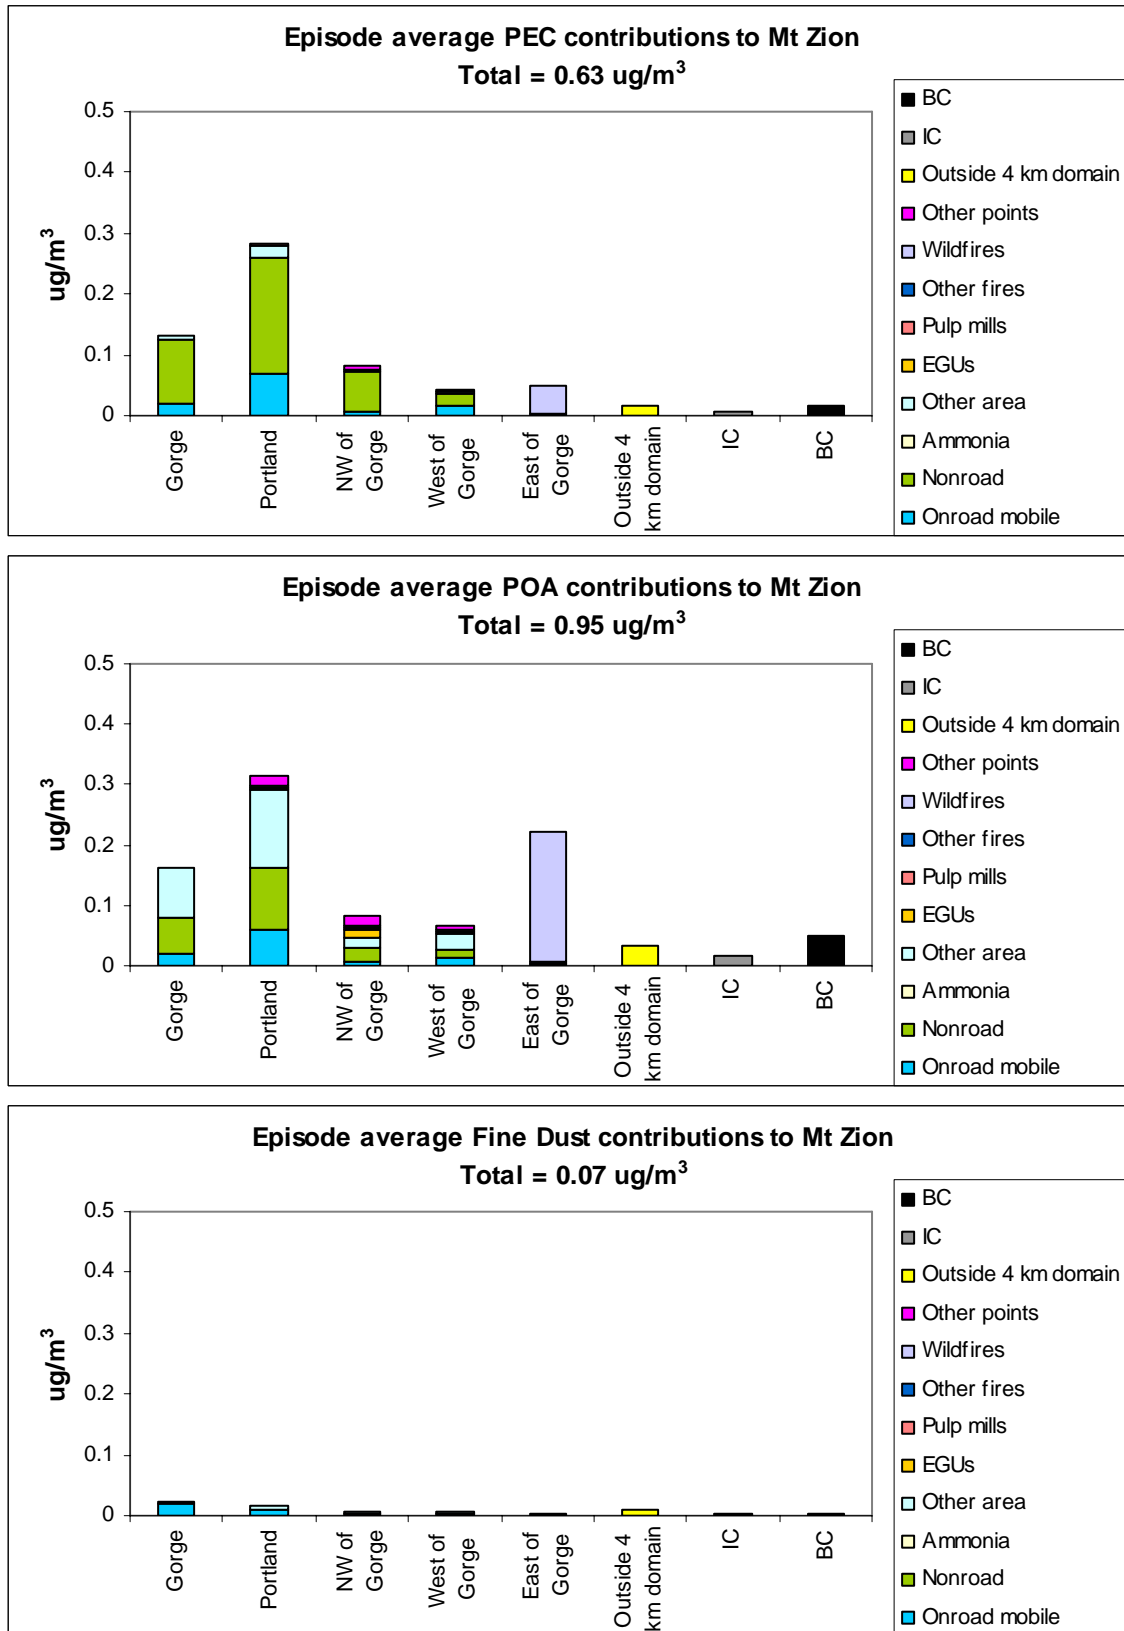 Episode average PEC contributions to Mt Zion
Total = 0.63 ug/m³
0.5
0.4
0.3
0.2
0.1
0
ug/m³
Gorge
Portland
NW of
Gorge
West of
Gorge
East of
Gorge
Outside 4
km domain
IC
BC
BC
IC
Outside 4 km domain
Other points
Wildfires
Other fires
Pulp mills
EGUs
Other area
Ammonia
Nonroad
Onroad mobile
Episode average POA contributions to Mt Zion
Total = 0.95 ug/m³
0.5
0.4
0.3
0.2
0.1
0
ug/m³
Gorge
Portland
NW of
Gorge
West of
Gorge
East of
Gorge
Outside 4
km domain
IC
BC
BC
IC
Outside 4 km domain
Other points
Wildfires
Other fires
Pulp mills
EGUs
Other area
Ammonia
Nonroad
Onroad mobile
Episode average Fine Dust contributions to Mt Zion
Total = 0.07 ug/m³
0.5
0.4
0.3
0.2
0.1
0
ug/m³
Gorge
Portland
NW of
Gorge
West of
Gorge
East of
Gorge
Outside 4
km domain
IC
BC
BC
IC
Outside 4 km domain
Other points
Wildfires
Other fires
Pulp mills
EGUs
Other area
Ammonia
Nonroad
Onroad mobile